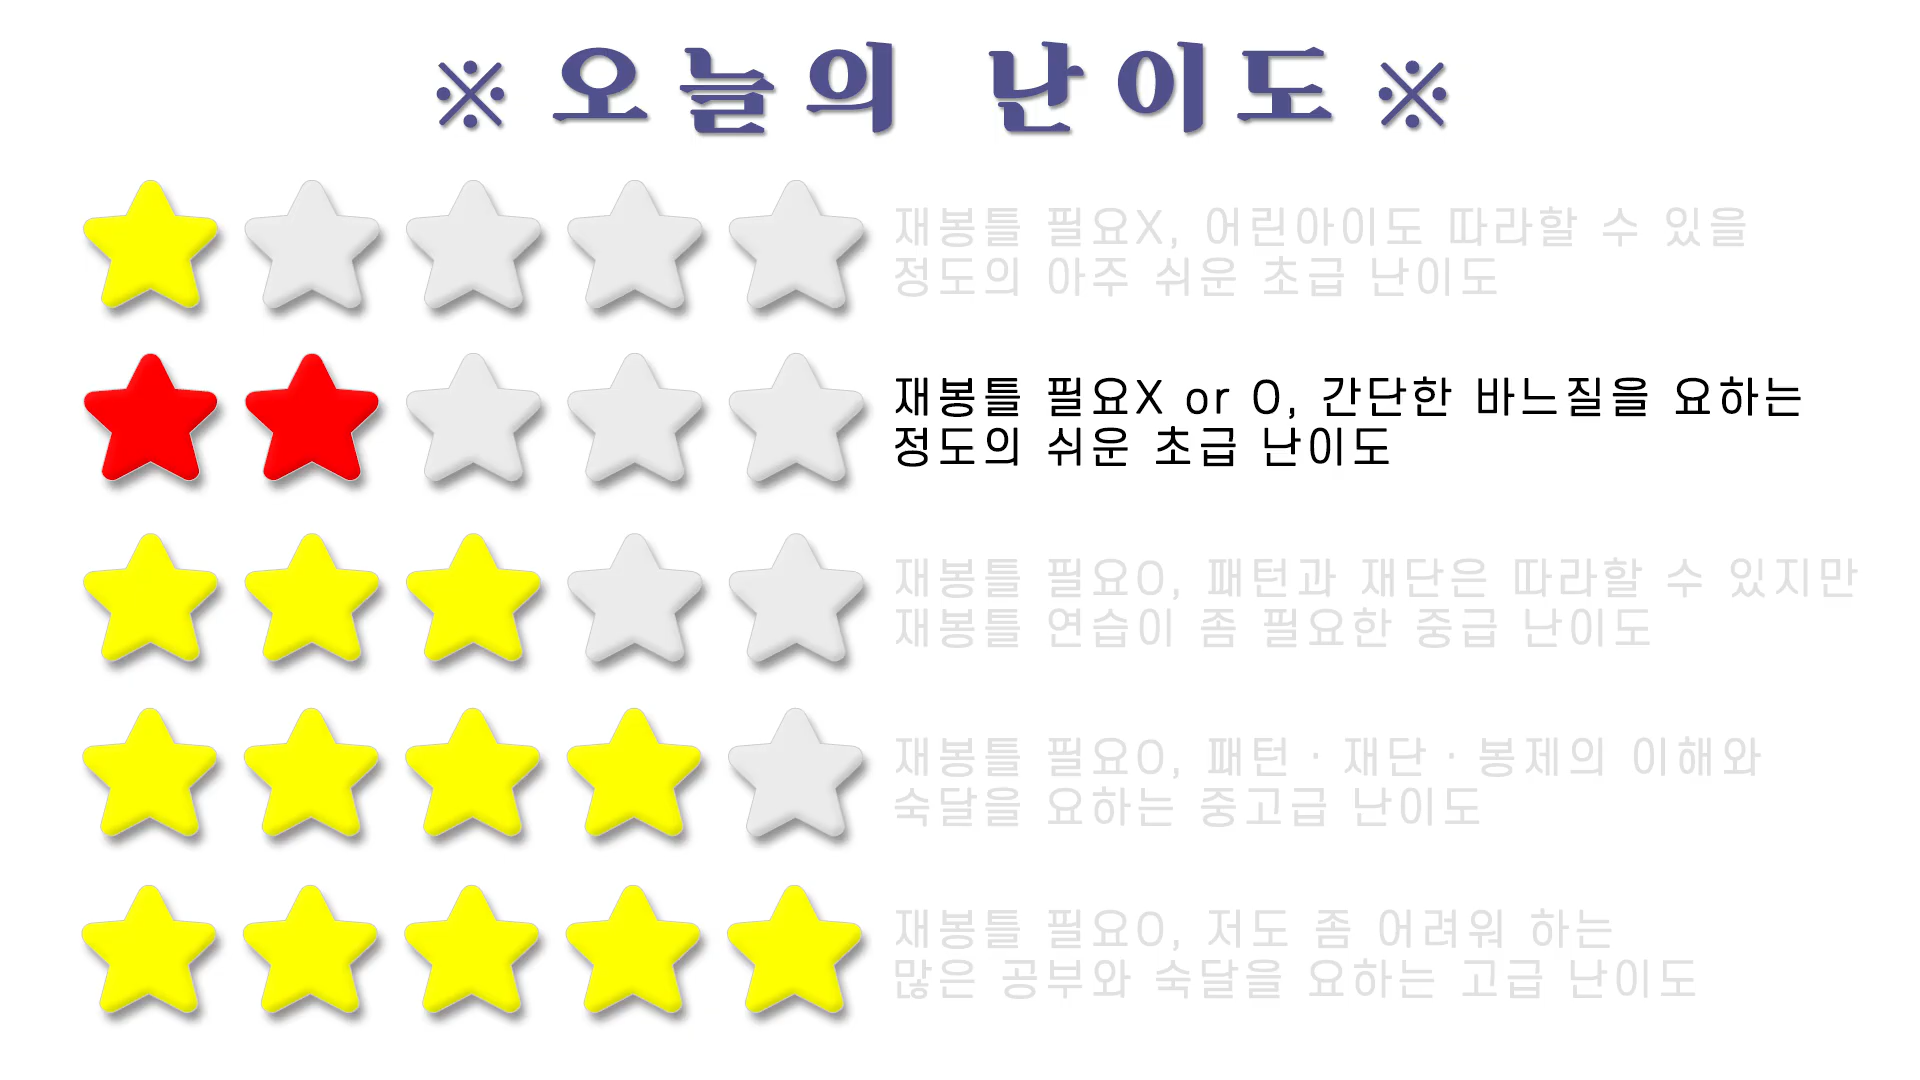 ※ 오늘의 난이도 ※
재봉틀 필요X, 어린아이도 따라할 수 있을
정도의 아주 쉬운 초급 난이도
재봉틀 필요X or O, 간단한 바느질을 요하는
정도의 쉬운 초급 난이도
재봉틀 필요O, 패턴과 재단은 따라할 수 있지만
재봉틀 연습이 좀 필요한 중급 난이도
재봉틀 필요O, 패턴 · 재단 · 봉제의 이해와
숙달을 요하는 중고급 난이도
재봉틀 필요O, 저도 좀 어려워 하는
많은 공부와 숙달을 요하는 고급 난이도